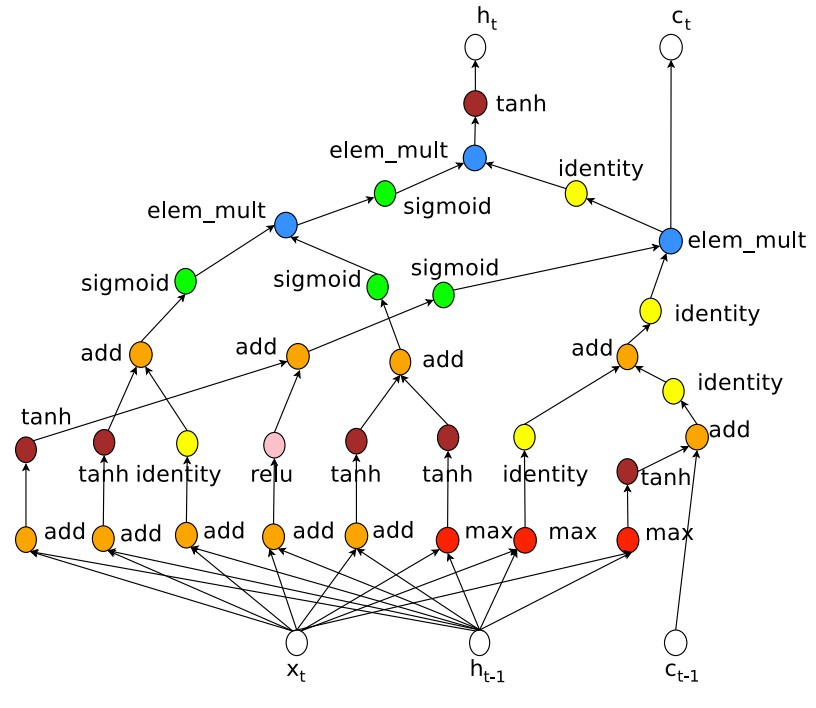 h_t c_t
tanh
elem_mult
identity
elem_mult sigmoid
elem_mult
sigmoid sigmoid sigmoid
identity
add add add add
identity
tanh add
tanh identity relu tanh tanh identity tanh
add add add add add max max max
x_t h_t-1 c_t-1